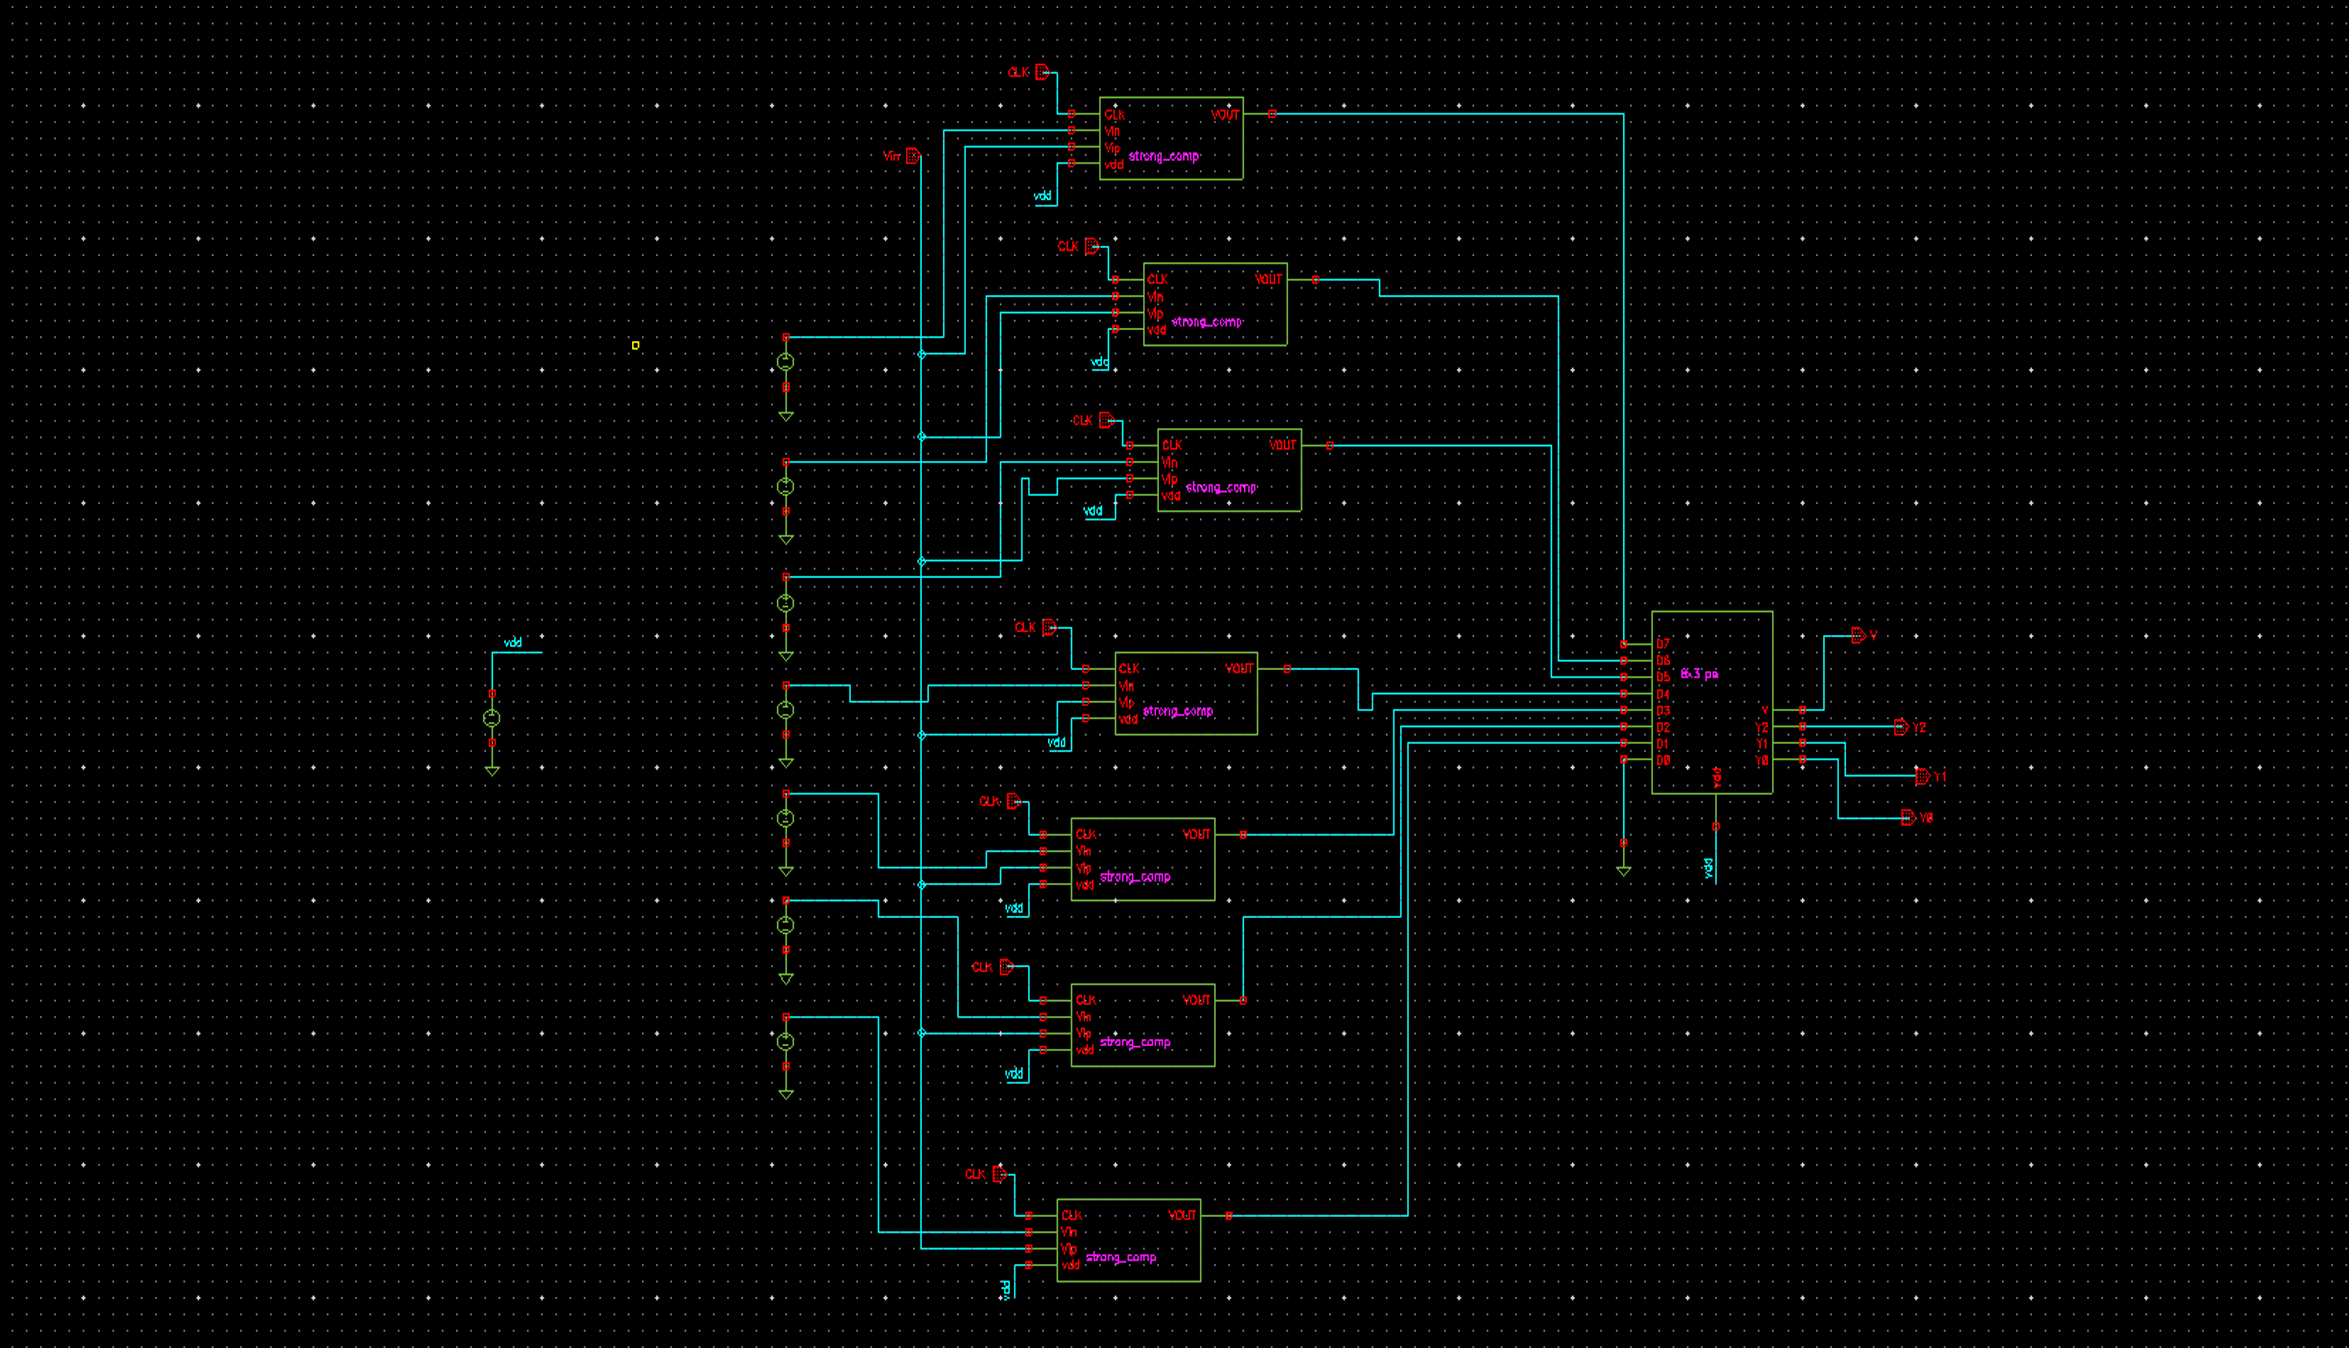 CLK
CLK
VOUT
Vin
Vin
Vip
strong_comp
vdd
vdd
CLK
CLK
VOUT
Vin
Vip
strong_comp
vdd
vdd
CLK
CLK
VOUT
Vin
Vip
strong_comp
vdd
vdd
CLK
CLK
VOUT
Vin
Vip
strong_comp
vdd
vdd
vdd
D7
D6
D5
D4
D3
D2
D1
D0
8x3 pe
V
Y2
Y1
Y0
vdd
vdd
V
Y2
Y1
Y0
CLK
CLK
VOUT
Vin
Vip
strong_comp
vdd
vdd
CLK
CLK
VOUT
Vin
Vip
strong_comp
vdd
vdd
CLK
CLK
VOUT
Vin
Vip
strong_comp
vdd
vdd